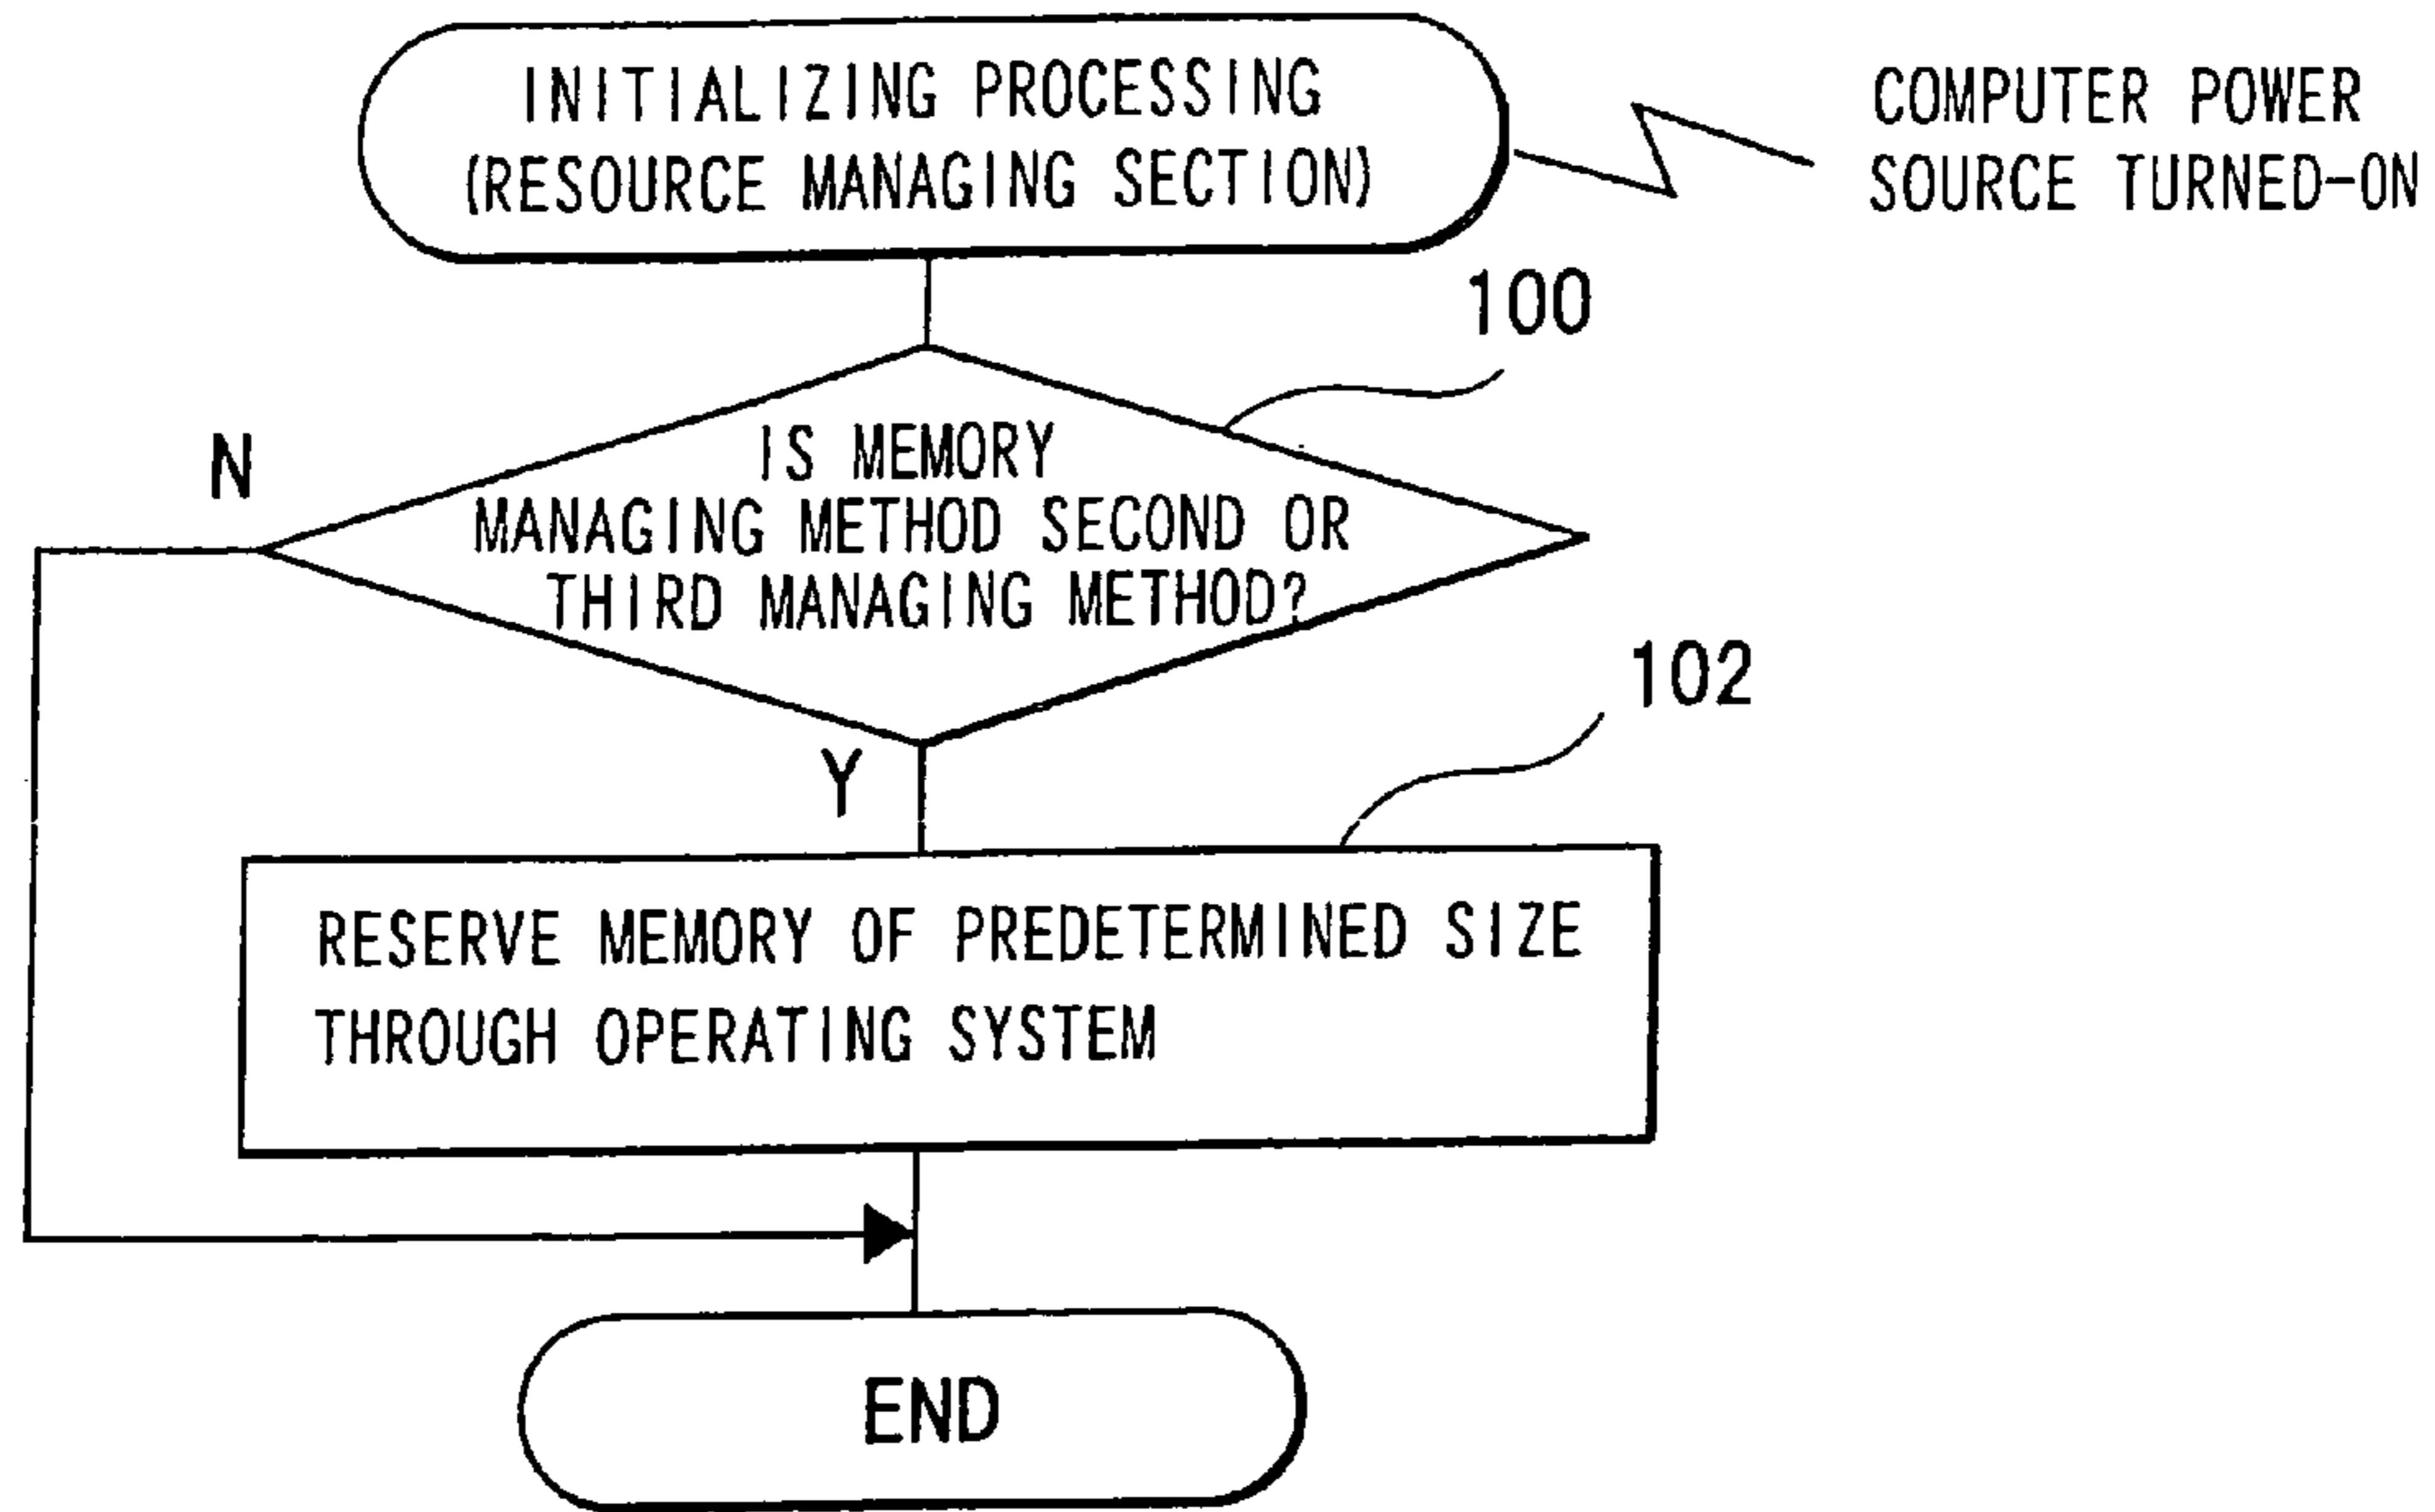 INITIALIZING PROCESSING
(RESOURCE MANAGING SECTION)
COMPUTER POWER
SOURCE TURNED-ON
100
IS MEMORY
MANAGING METHOD SECOND OR
THIRD MANAGING METHOD?
N
Y
102
RESERVE MEMORY OF PREDETERMINED SIZE
THROUGH OPERATING SYSTEM
END